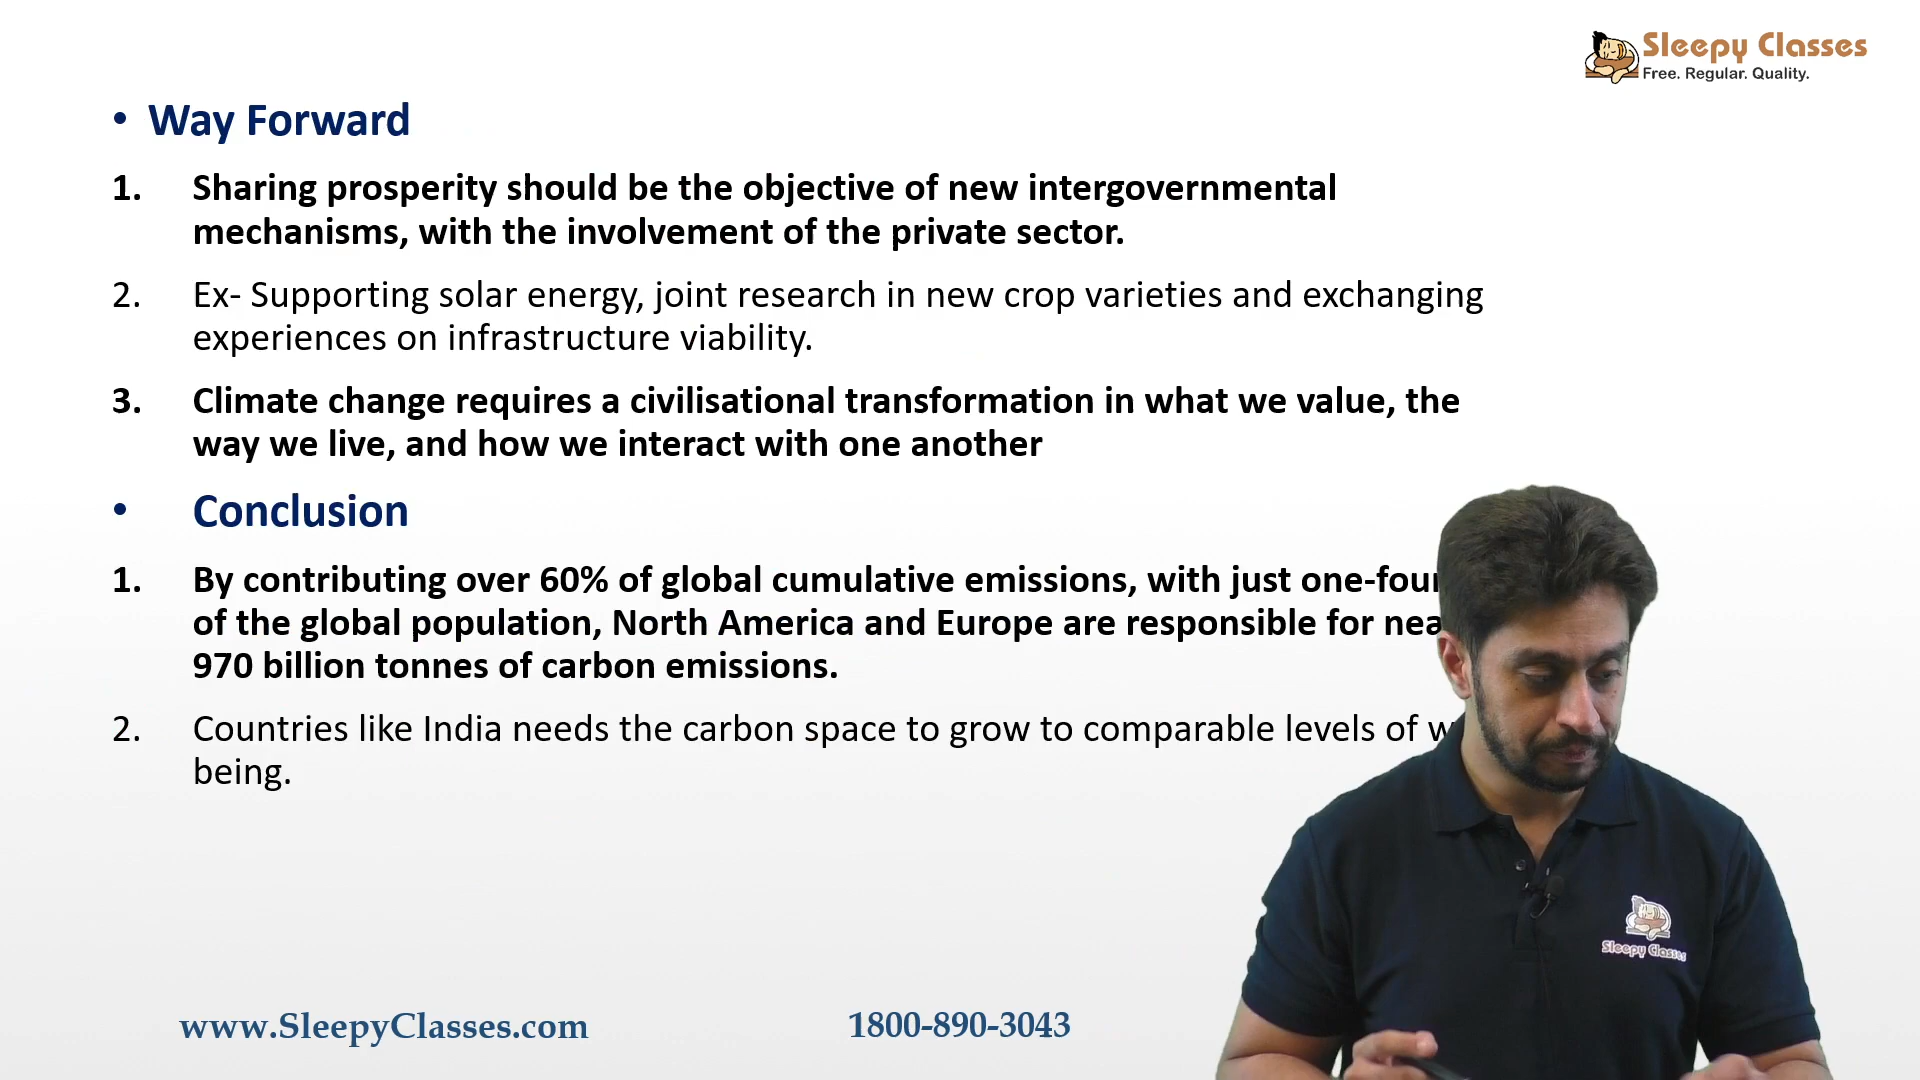 Sleepy Classes
Free. Regular. Quality.
• Way Forward
1. Sharing prosperity should be the objective of new intergovernmental
mechanisms, with the involvement of the private sector.
2. Ex- Supporting solar energy, joint research in new crop varieties and exchanging
experiences on infrastructure viability.
3. Climate change requires a civilisational transformation in what we value, the
way we live, and how we interact with one another
• Conclusion
1. By contributing over 60% of global cumulative emissions, with just
of the global population, North America and Europe are responsible for
970 billion tonnes of carbon emissions.
2. Countries like India needs the carbon space to grow to comparable levels of
being.
Sleepy Classes
www.SleepyClasses.com
1800-890-3043